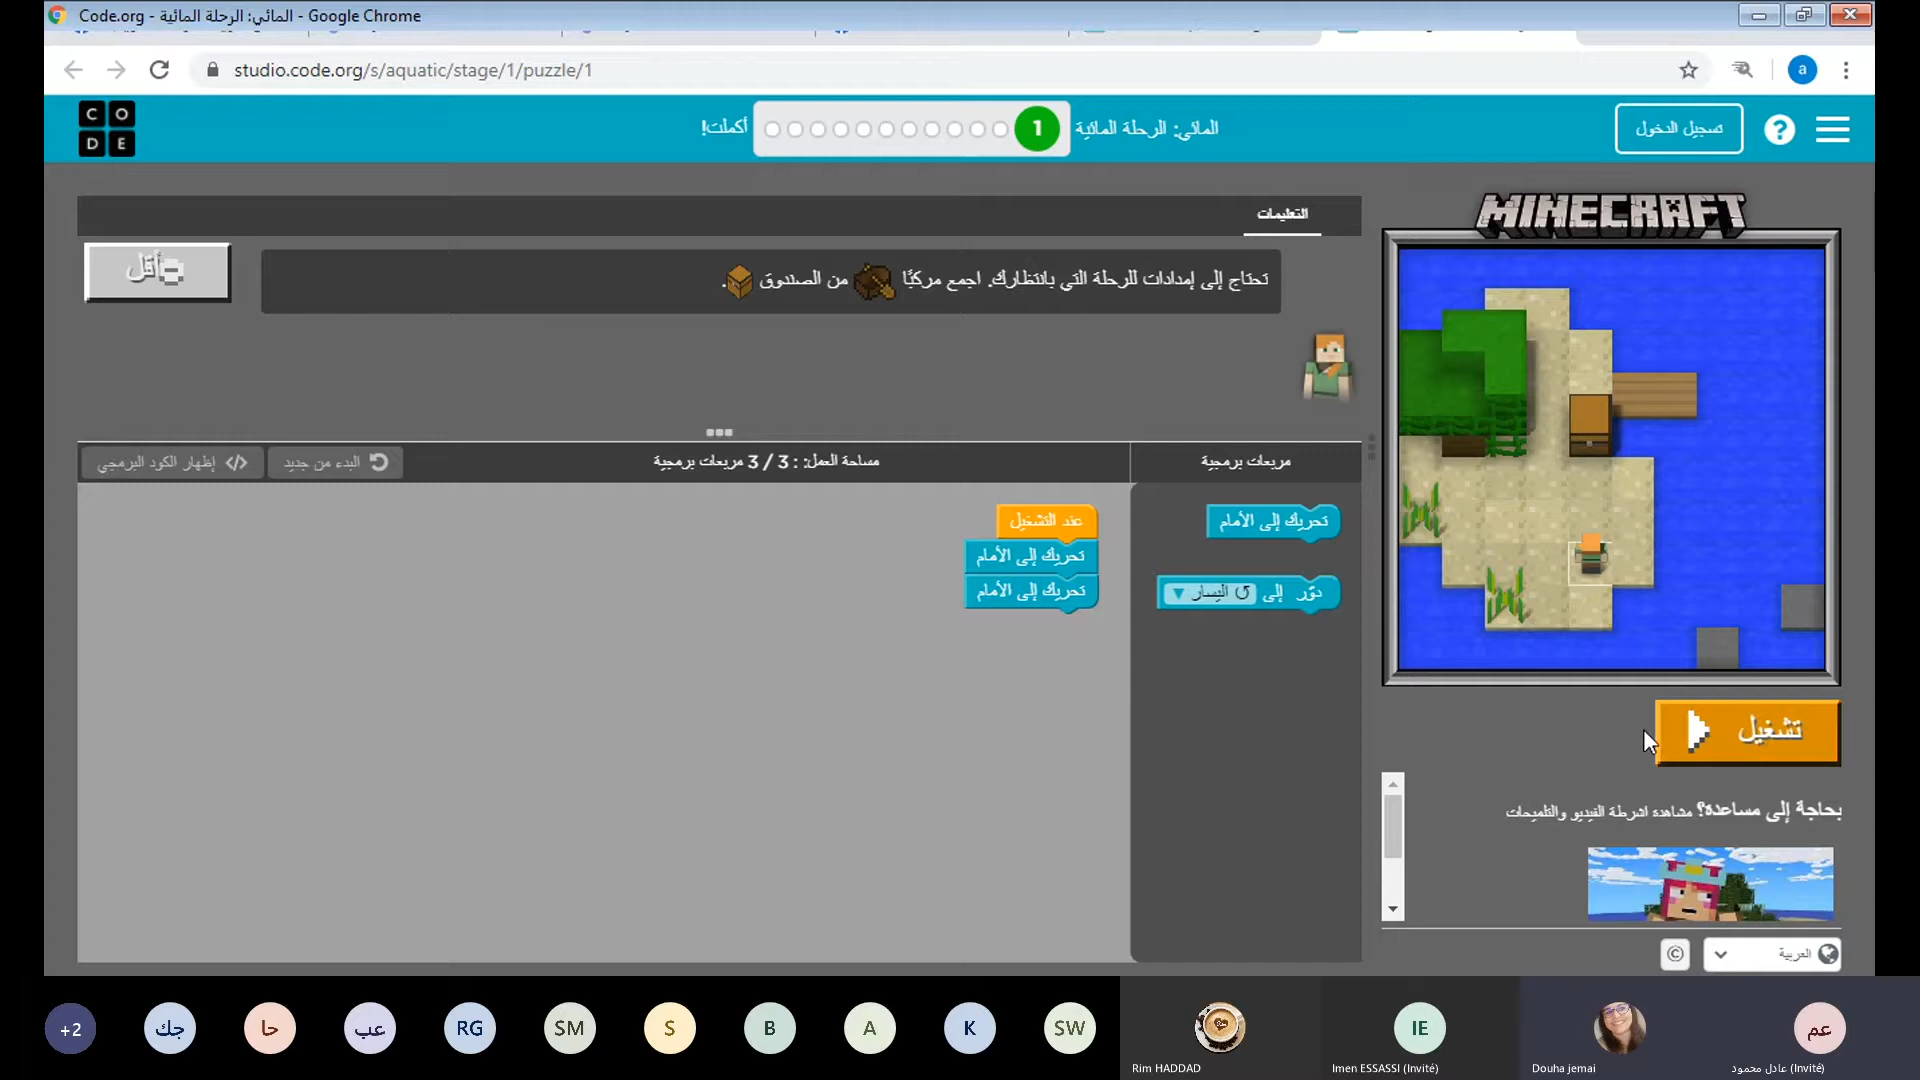 Code.org - المائي: الرحلة المائية - Google Chrome
studio.code.org/s/aquatic/stage/1/puzzle/1
a
C O
D E
المائي: الرحلة المائية
1
أكملت!
تسجيل الدخول
?
MINECRAFT
التعليمات
أقل
تحتاج إلى إمدادات للرحلة التي بانتظارك. اجمع مركبًا من الصندوق.
مربعات برمجية
مساحة العمل: : 3 / 3 مربعات برمجية
البدء من جديد
إظهار الكود البرمجي
تحريك إلى الأمام
دوّر إلى اليسار
عند التشغيل
تحريك إلى الأمام
تحريك إلى الأمام
تشغيل
بحاجة إلى مساعدة؟ مشاهدة اشرطة الفيديو والتلميحات
العربية
©
+2
جك
حا
عب
RG
SM
S
B
A
K
SW
Rim HADDAD
IE
Imen ESSASSI (Invité)
Douha jemai
عم
عادل محمود (Invité)